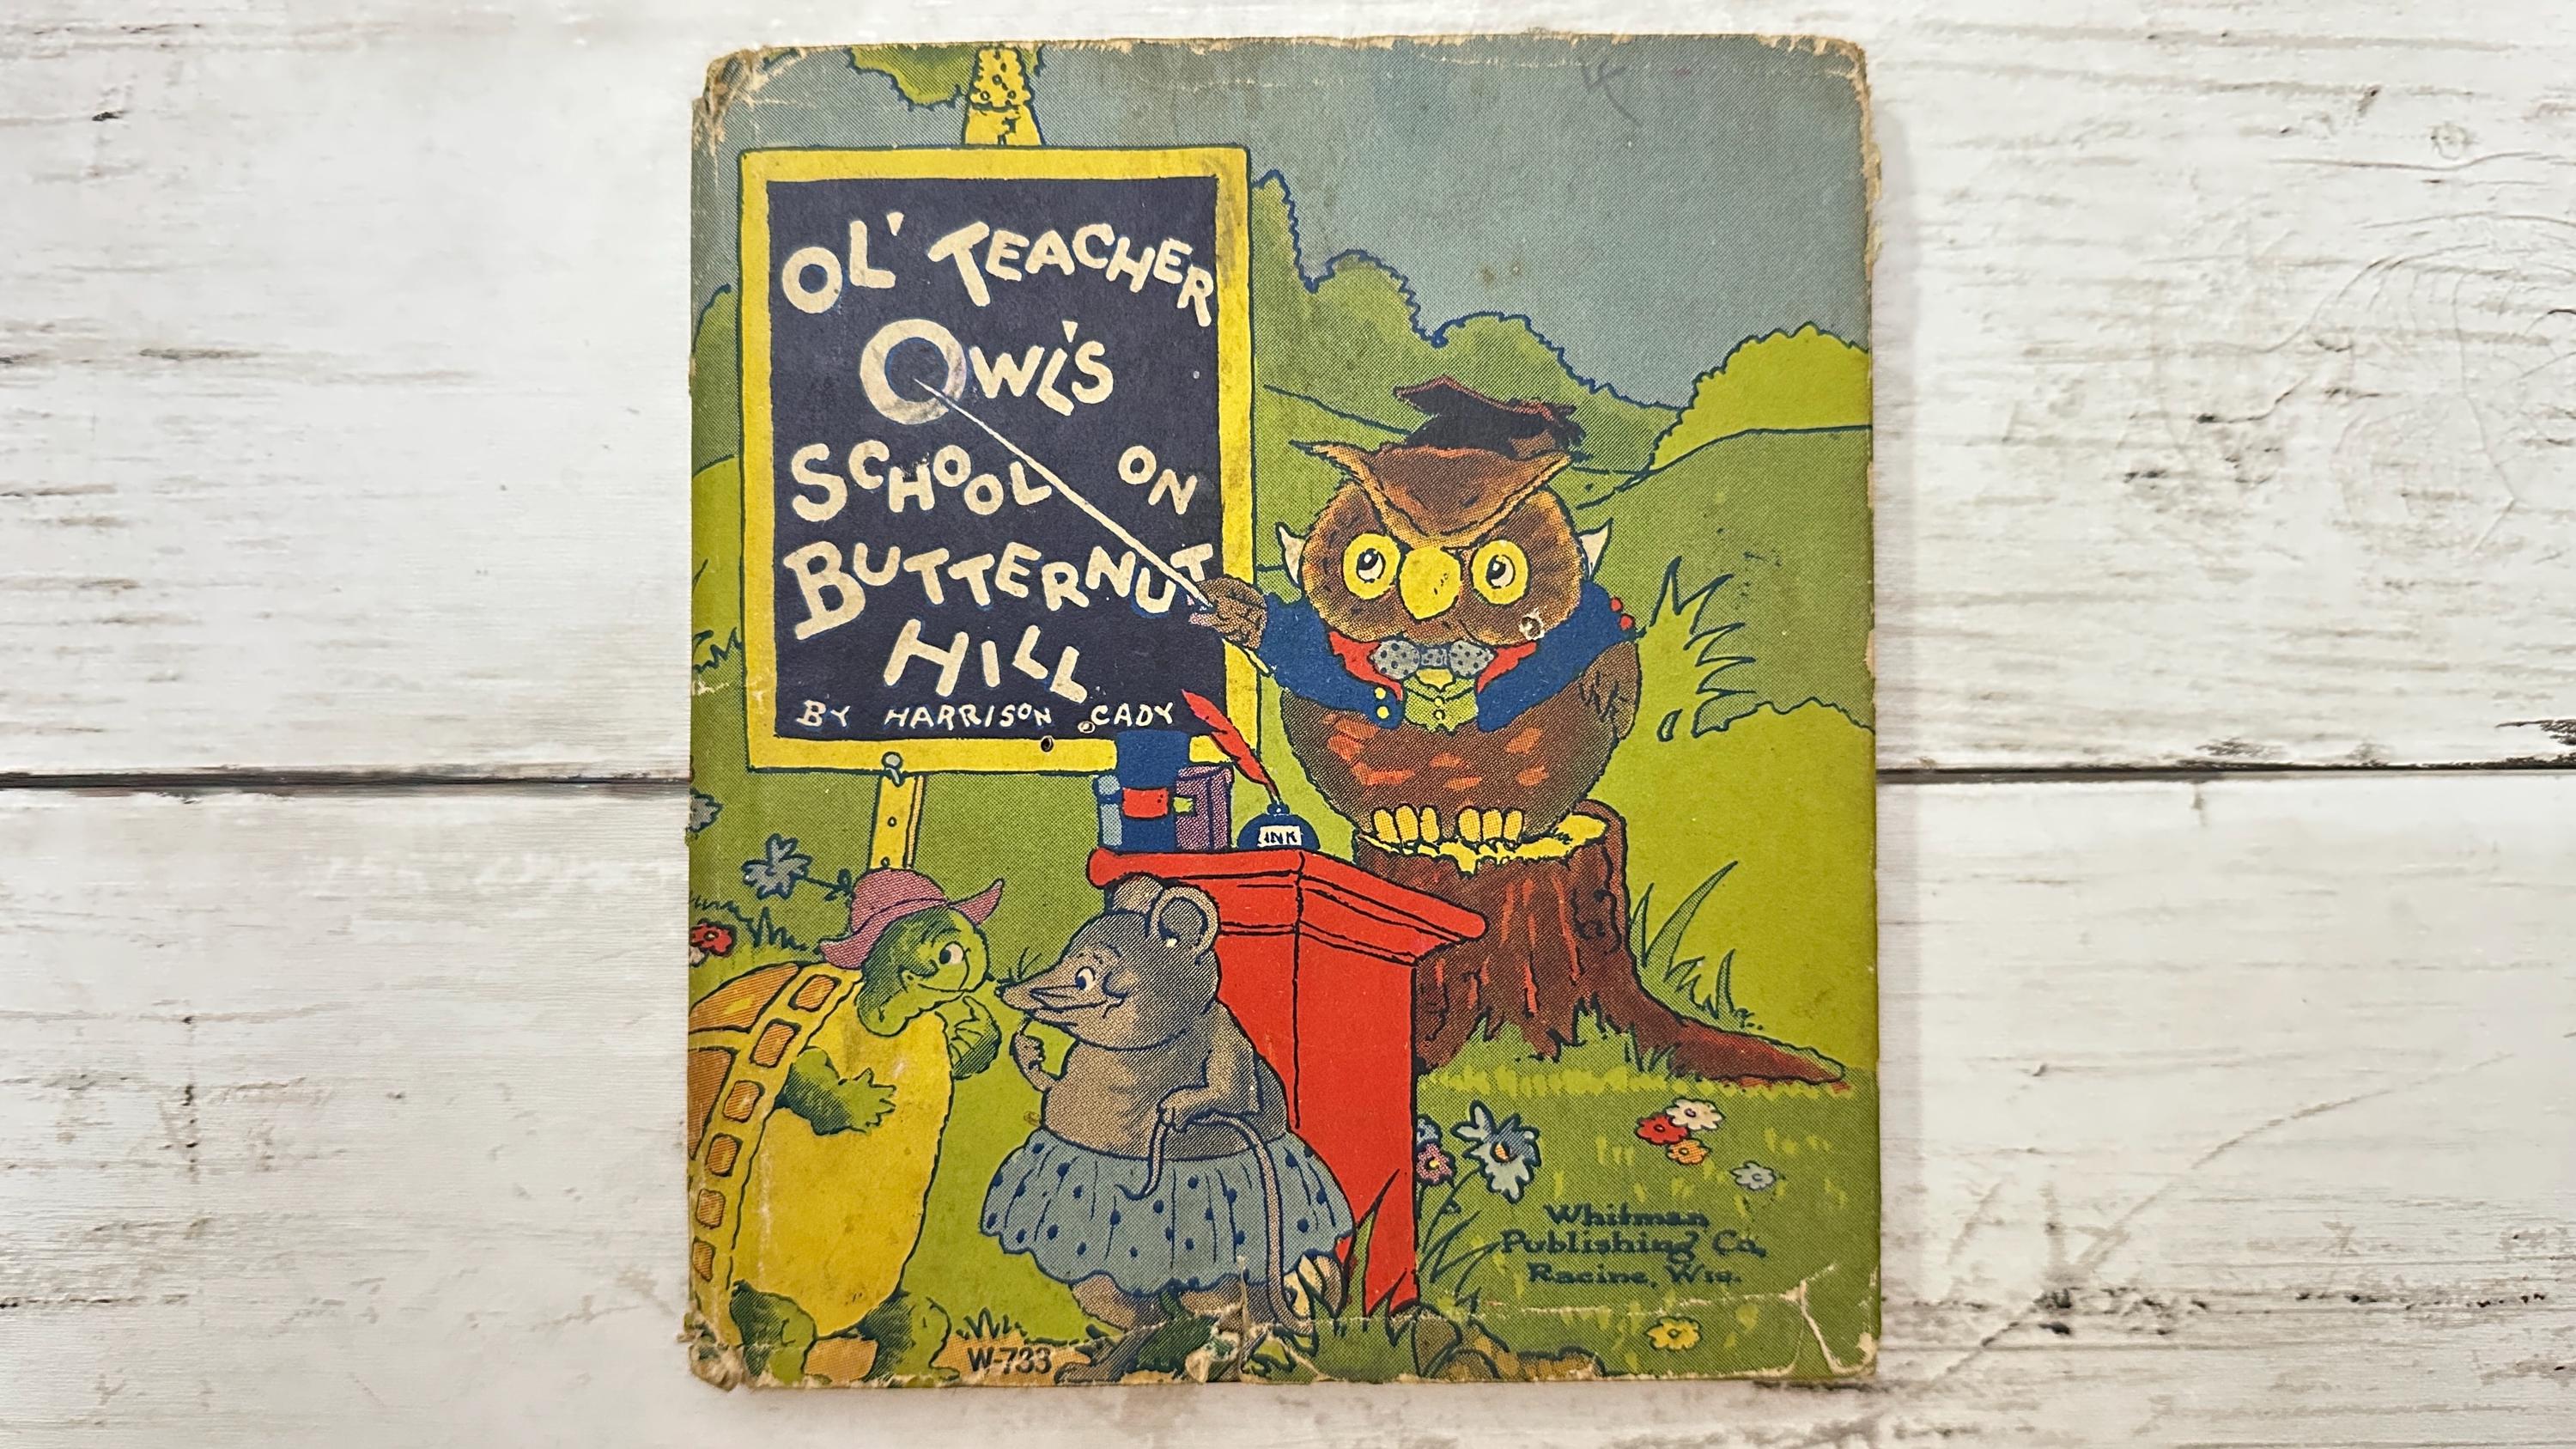 OL' TEACHER
OWL'S
SCHOOL ON
BUTTERNUT
HILL
BY HARRISON CADY
INK
Whitman
Publishing Co.
Racine, Wis.
W-733